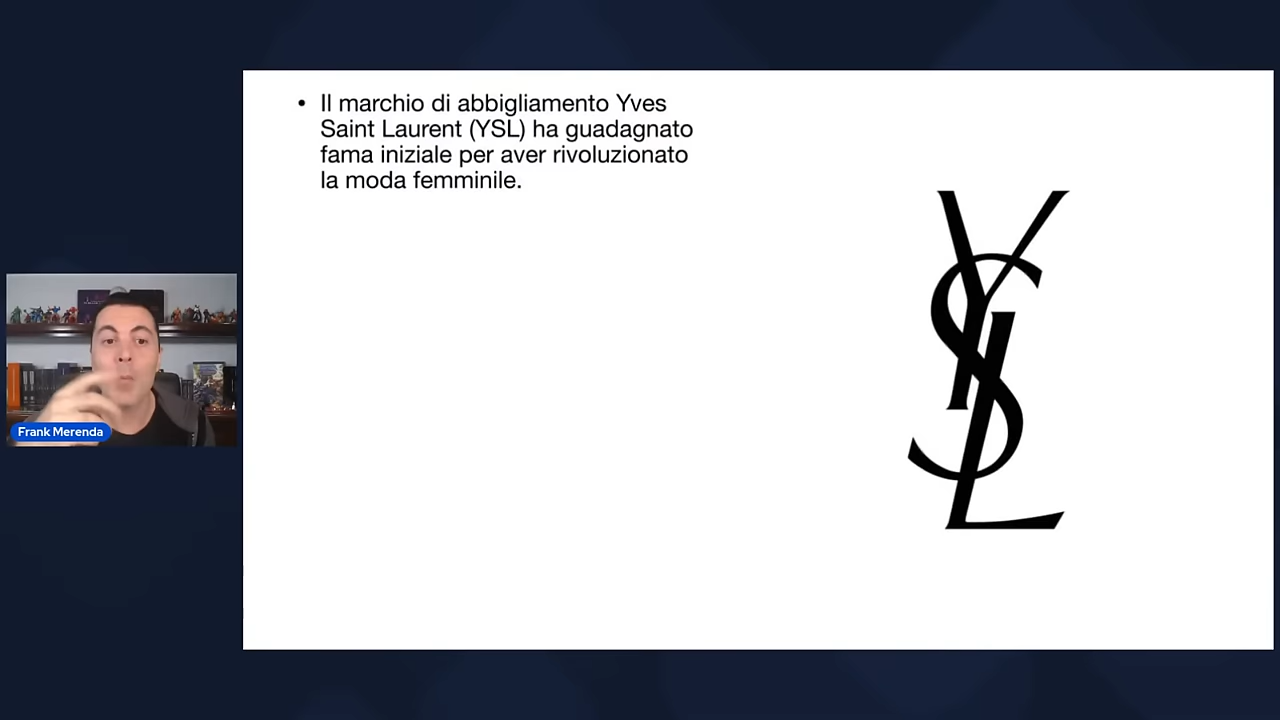 • Il marchio di abbigliamento Yves
Saint Laurent (YSL) ha guadagnato
fama iniziale per aver rivoluzionato
la moda femminile.
YSL
Frank Merenda